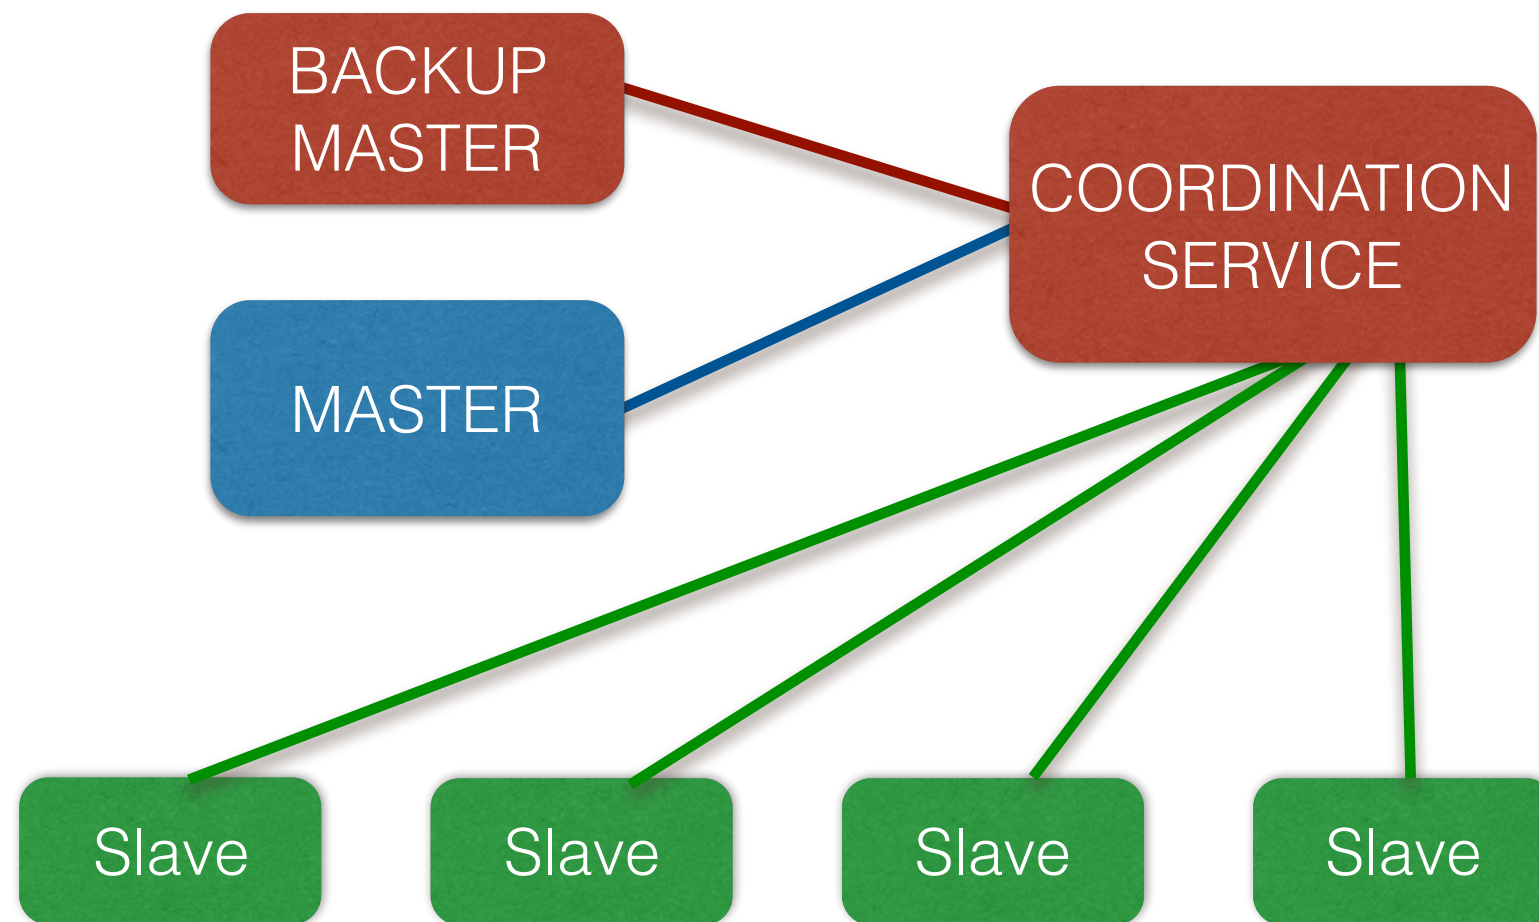 BACKUP
MASTER
COORDINATION
SERVICE
MASTER
Slave
Slave
Slave
Slave